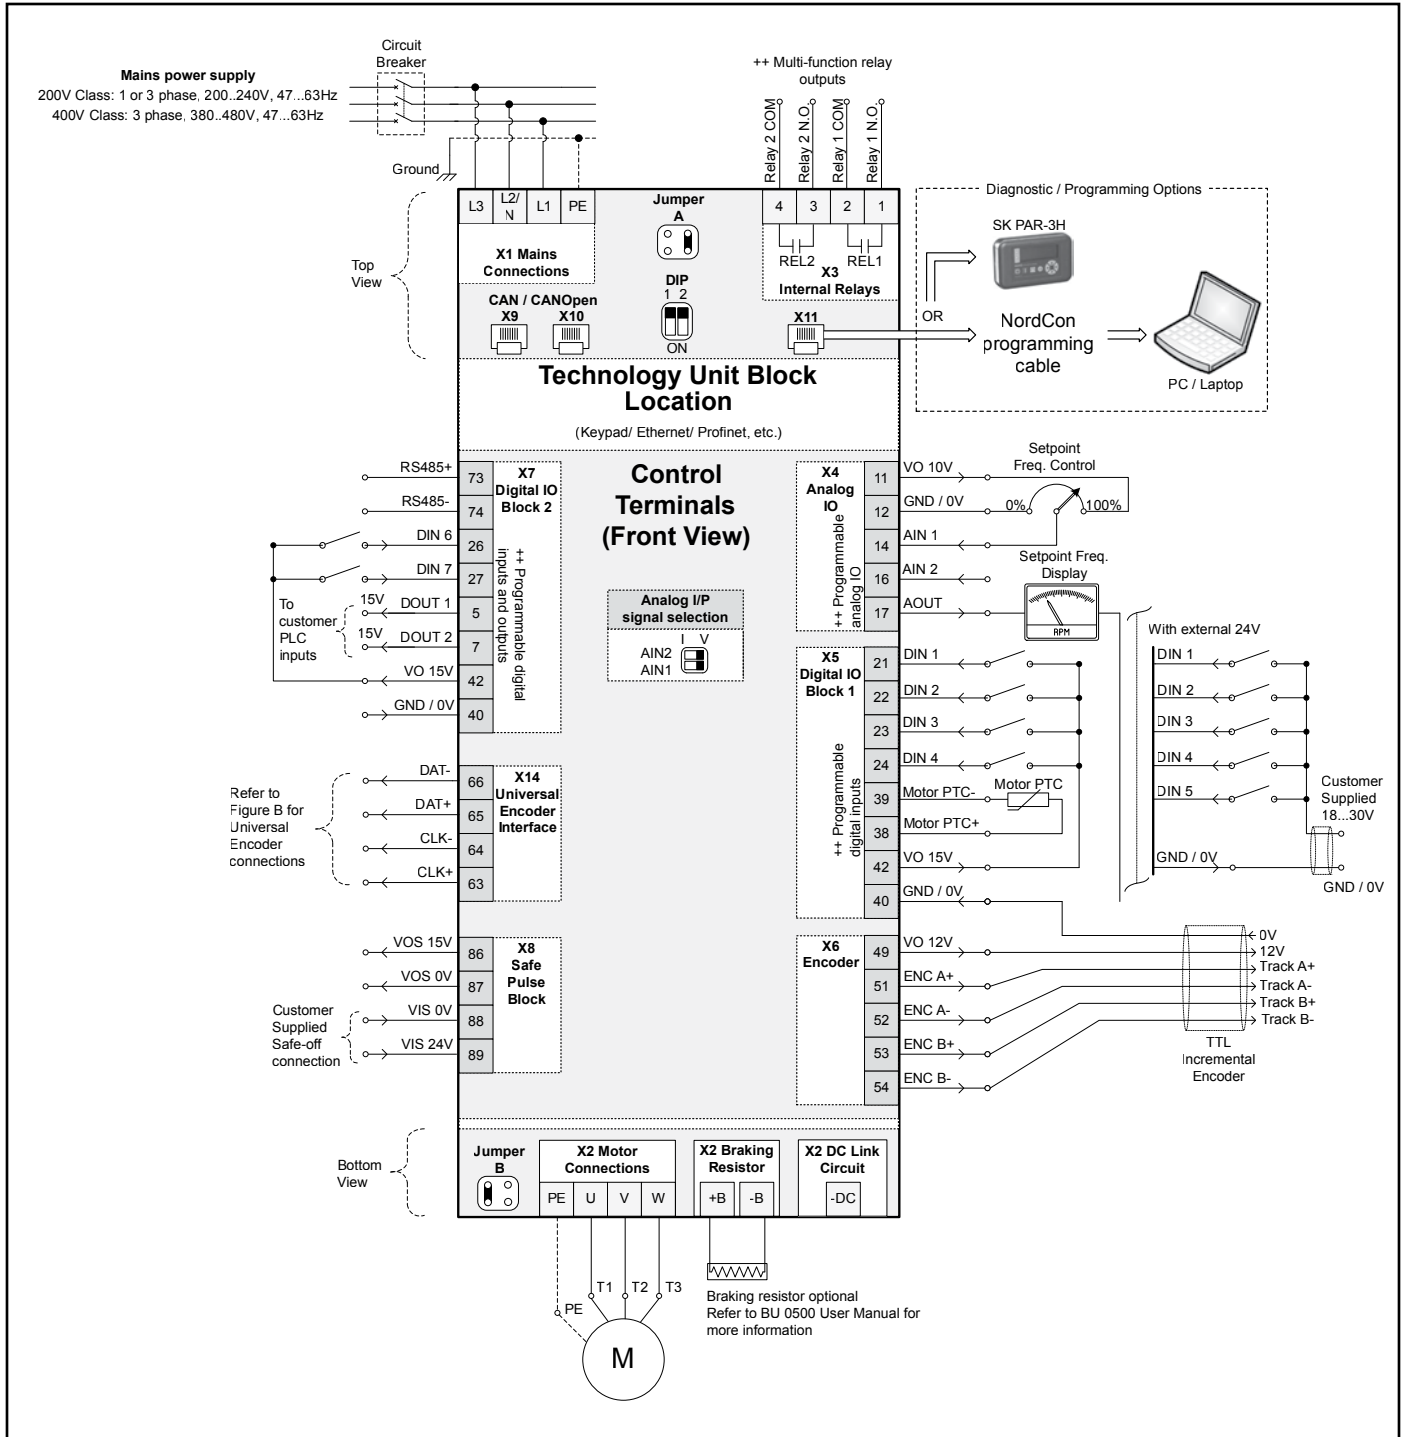 Circuit
Breaker
Mains power supply
200V Class: 1 or 3 phase, 200..240V, 47...63Hz
400V Class: 3 phase, 380..480V, 47...63Hz
Ground
++ Multi-function relay
outputs
Relay 2 COM
Relay 2 N.O.
Relay 1 COM
Relay 1 N.O.
Top
View
L3
L2/
N
L1
PE
X1 Mains
Connections
Jumper
A
4
3
2
1
REL2
REL1
X3
Internal Relays
DIP
1 2
ON
CAN / CANOpen
X9
X10
X11
Diagnostic / Programming Options
SK PAR-3H
OR
NordCon
programming
cable
PC / Laptop
Technology Unit Block
Location
(Keypad/ Ethernet/ Profinet, etc.)
Control
Terminals
(Front View)
RS485+
73
RS485-
74
DIN 6
26
DIN 7
27
15V
DOUT 1
5
15V
DOUT 2
7
VO 15V
42
GND / 0V
40
To
customer
PLC
inputs
X7
Digital IO
Block 2
++ Programmable digital
inputs and outputs
Analog I/P
signal selection
I V
AIN2
AIN1
X4
Analog
IO
++ Programmable
analog IO
11
VO 10V
12
GND / 0V
14
AIN 1
16
AIN 2
17
AOUT
Setpoint
Freq. Control
0%
100%
Setpoint Freq.
Display
RPM
X5
Digital IO
Block 1
++ Programmable
digital inputs
21
DIN 1
22
DIN 2
23
DIN 3
24
DIN 4
39
Motor PTC-
38
Motor PTC+
Motor PTC
42
VO 15V
40
GND / 0V
With external 24V
DIN 1
DIN 2
DIN 3
DIN 4
DIN 5
GND / 0V
Customer
Supplied
18...30V
GND / 0V
Refer to
Figure B for
Universal
Encoder
connections
DAT-
66
DAT+
65
CLK-
64
CLK+
63
X14
Universal
Encoder
Interface
VOS 15V
86
VOS 0V
87
VIS 0V
88
VIS 24V
89
Customer
Supplied
Safe-off
connection
X8
Safe
Pulse
Block
X6
Encoder
49
VO 12V
51
ENC A+
52
ENC A-
53
ENC B+
54
ENC B-
0V
12V
Track A+
Track A-
Track B+
Track B-
TTL
Incremental
Encoder
Bottom
View
Jumper
B
X2 Motor
Connections
PE
U
V
W
X2 Braking
Resistor
+B
-B
X2 DC Link
Circuit
-DC
T1
T2
T3
PE
M
Braking resistor optional
Refer to BU 0500 User Manual for
more information